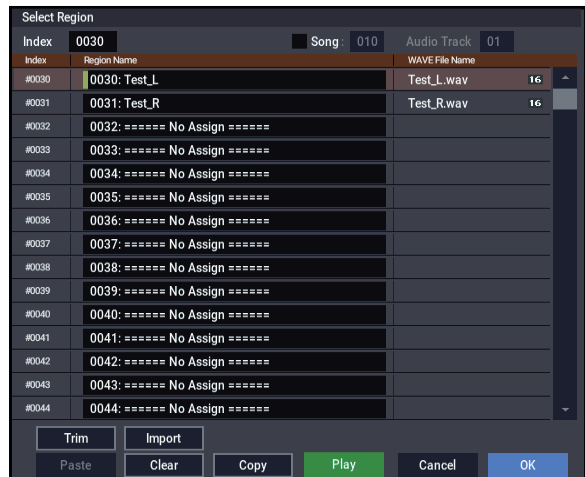 Select Region
Index 0030 Song: 010 Audio Track 01
Index Region Name WAVE File Name
#0030 0030: Test_L Test_L.wav 16
#0031 0031: Test_R Test_R.wav 16
#0032 0032: ====== No Assign ======
#0033 0033: ====== No Assign ======
#0034 0034: ====== No Assign ======
#0035 0035: ====== No Assign ======
#0036 0036: ====== No Assign ======
#0037 0037: ====== No Assign ======
#0038 0038: ====== No Assign ======
#0039 0039: ====== No Assign ======
#0040 0040: ====== No Assign ======
#0041 0041: ====== No Assign ======
#0042 0042: ====== No Assign ======
#0043 0043: ====== No Assign ======
#0044 0044: ====== No Assign ======
Trim Import
Paste Clear Copy Play Cancel OK